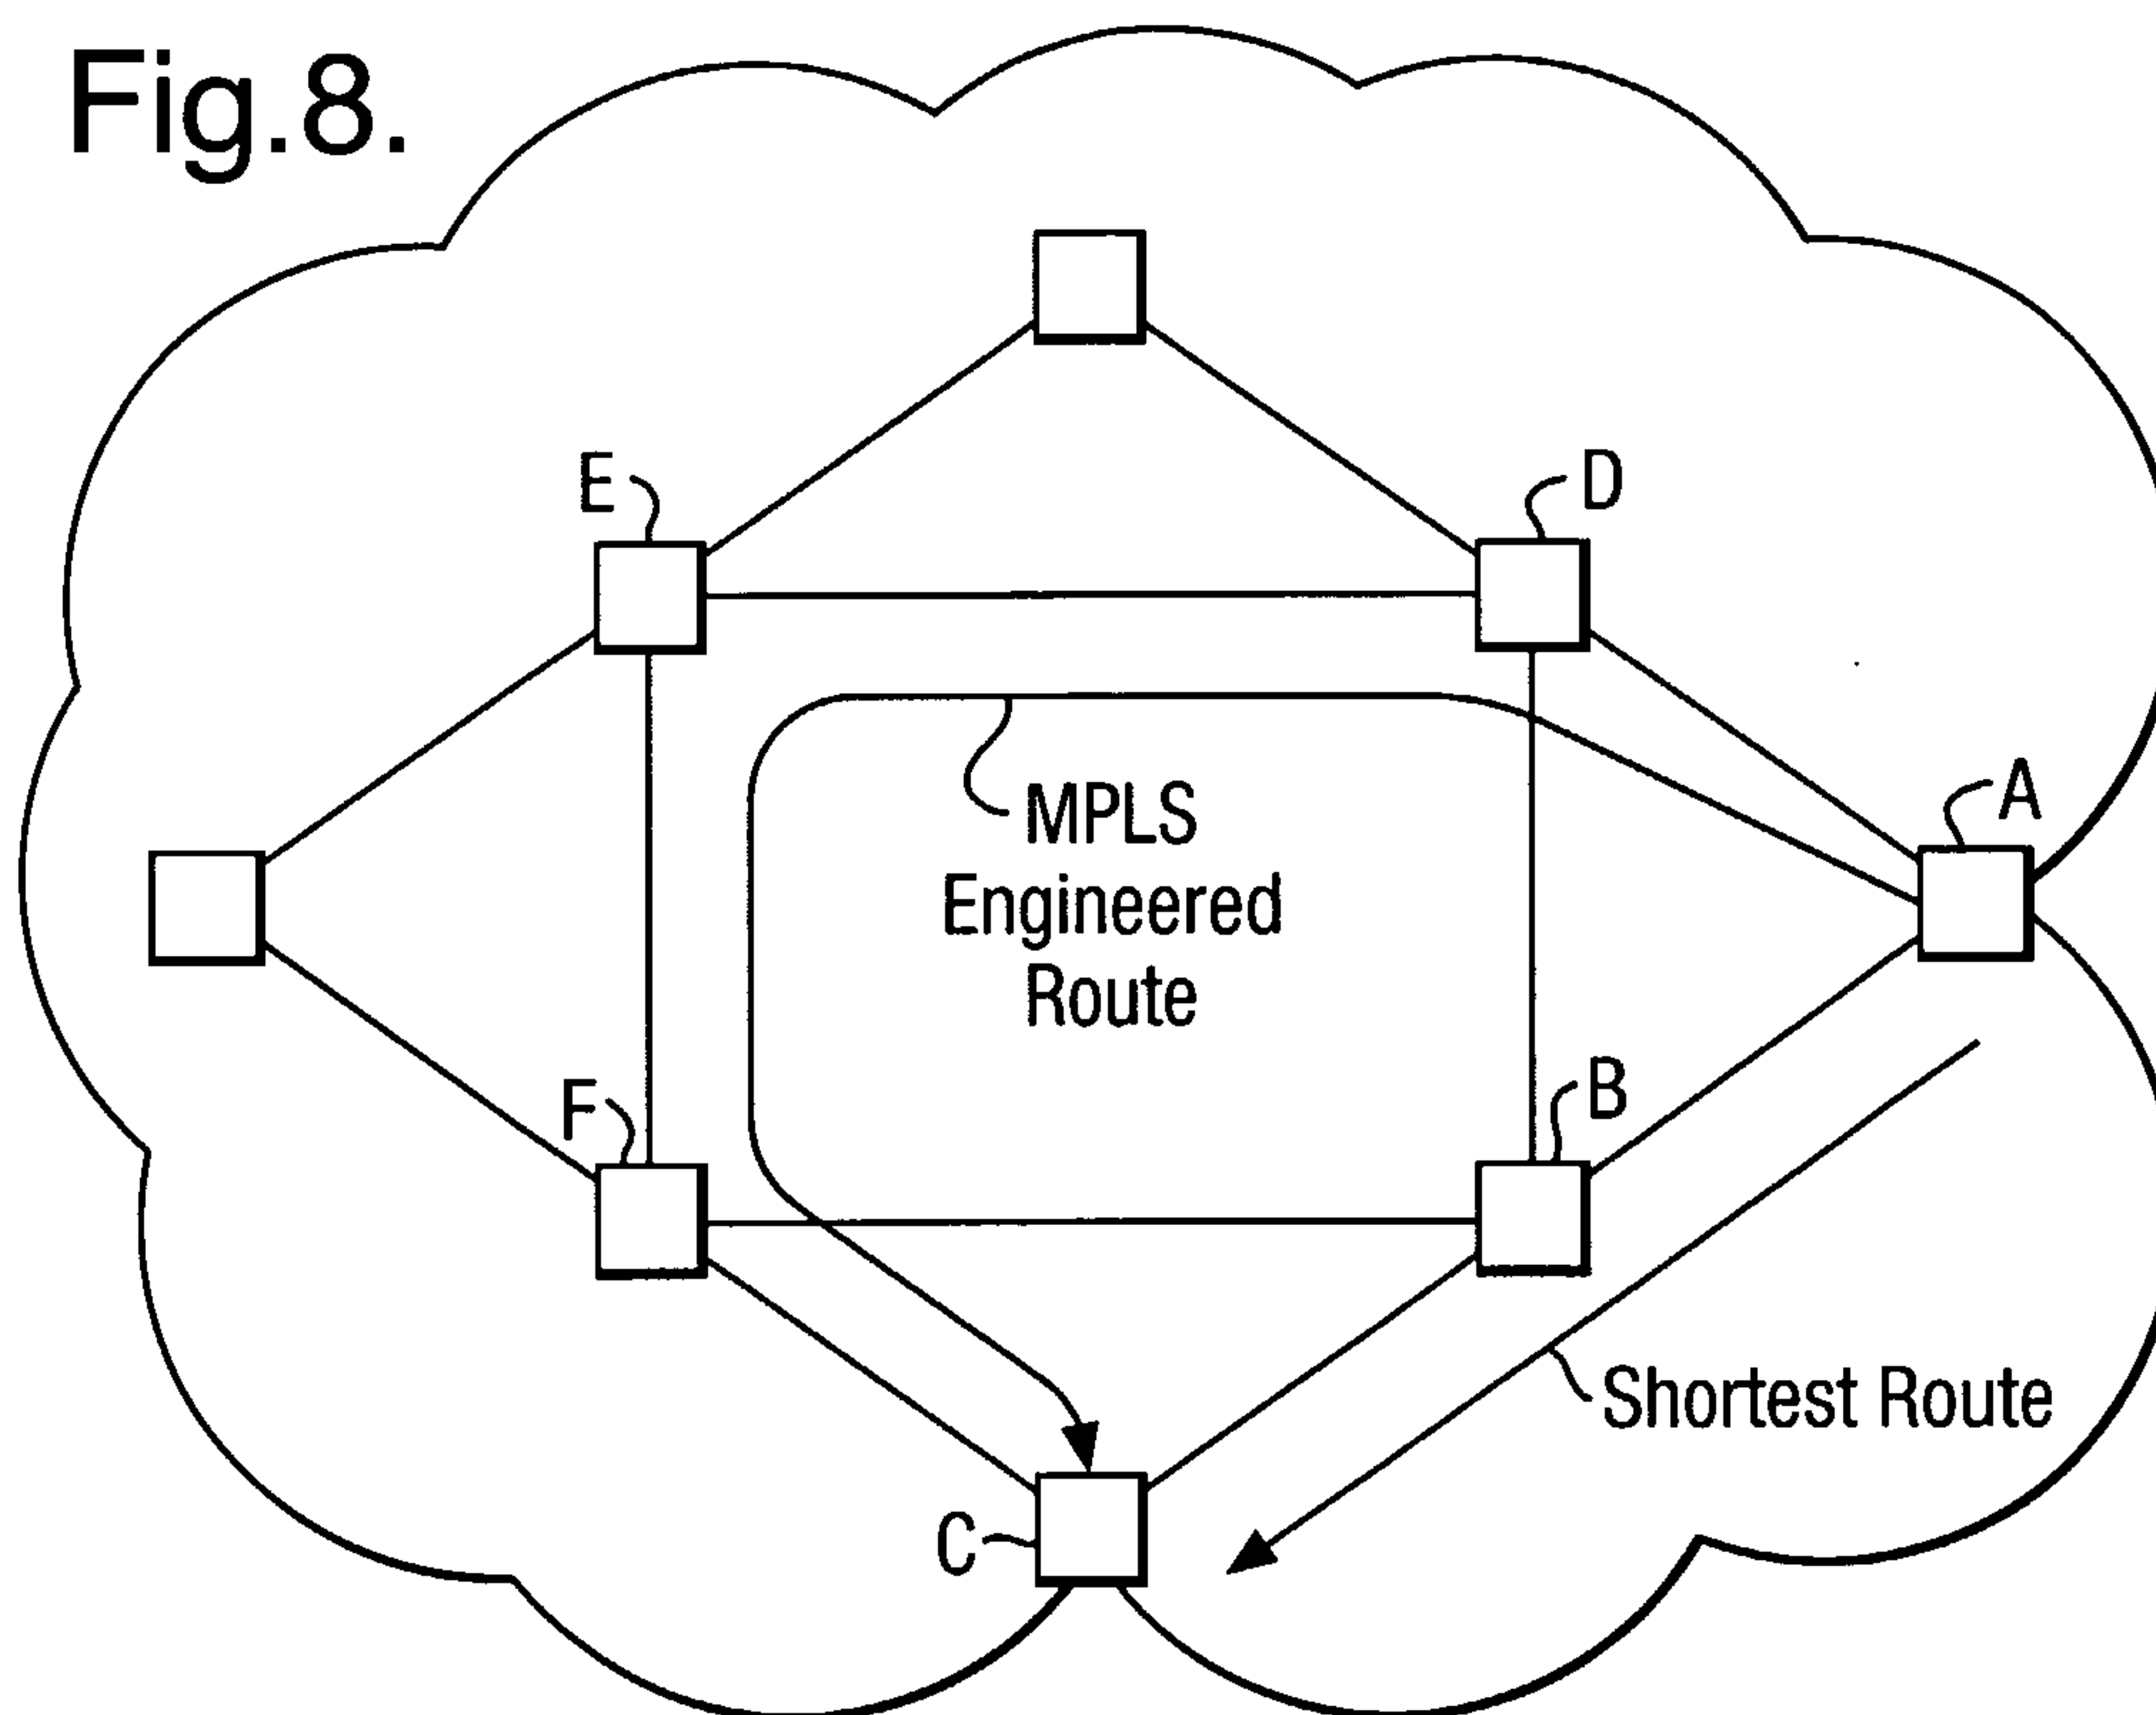 Fig.8.
E
D
MPLS
Engineered
Route
A
F
B
Shortest Route
C